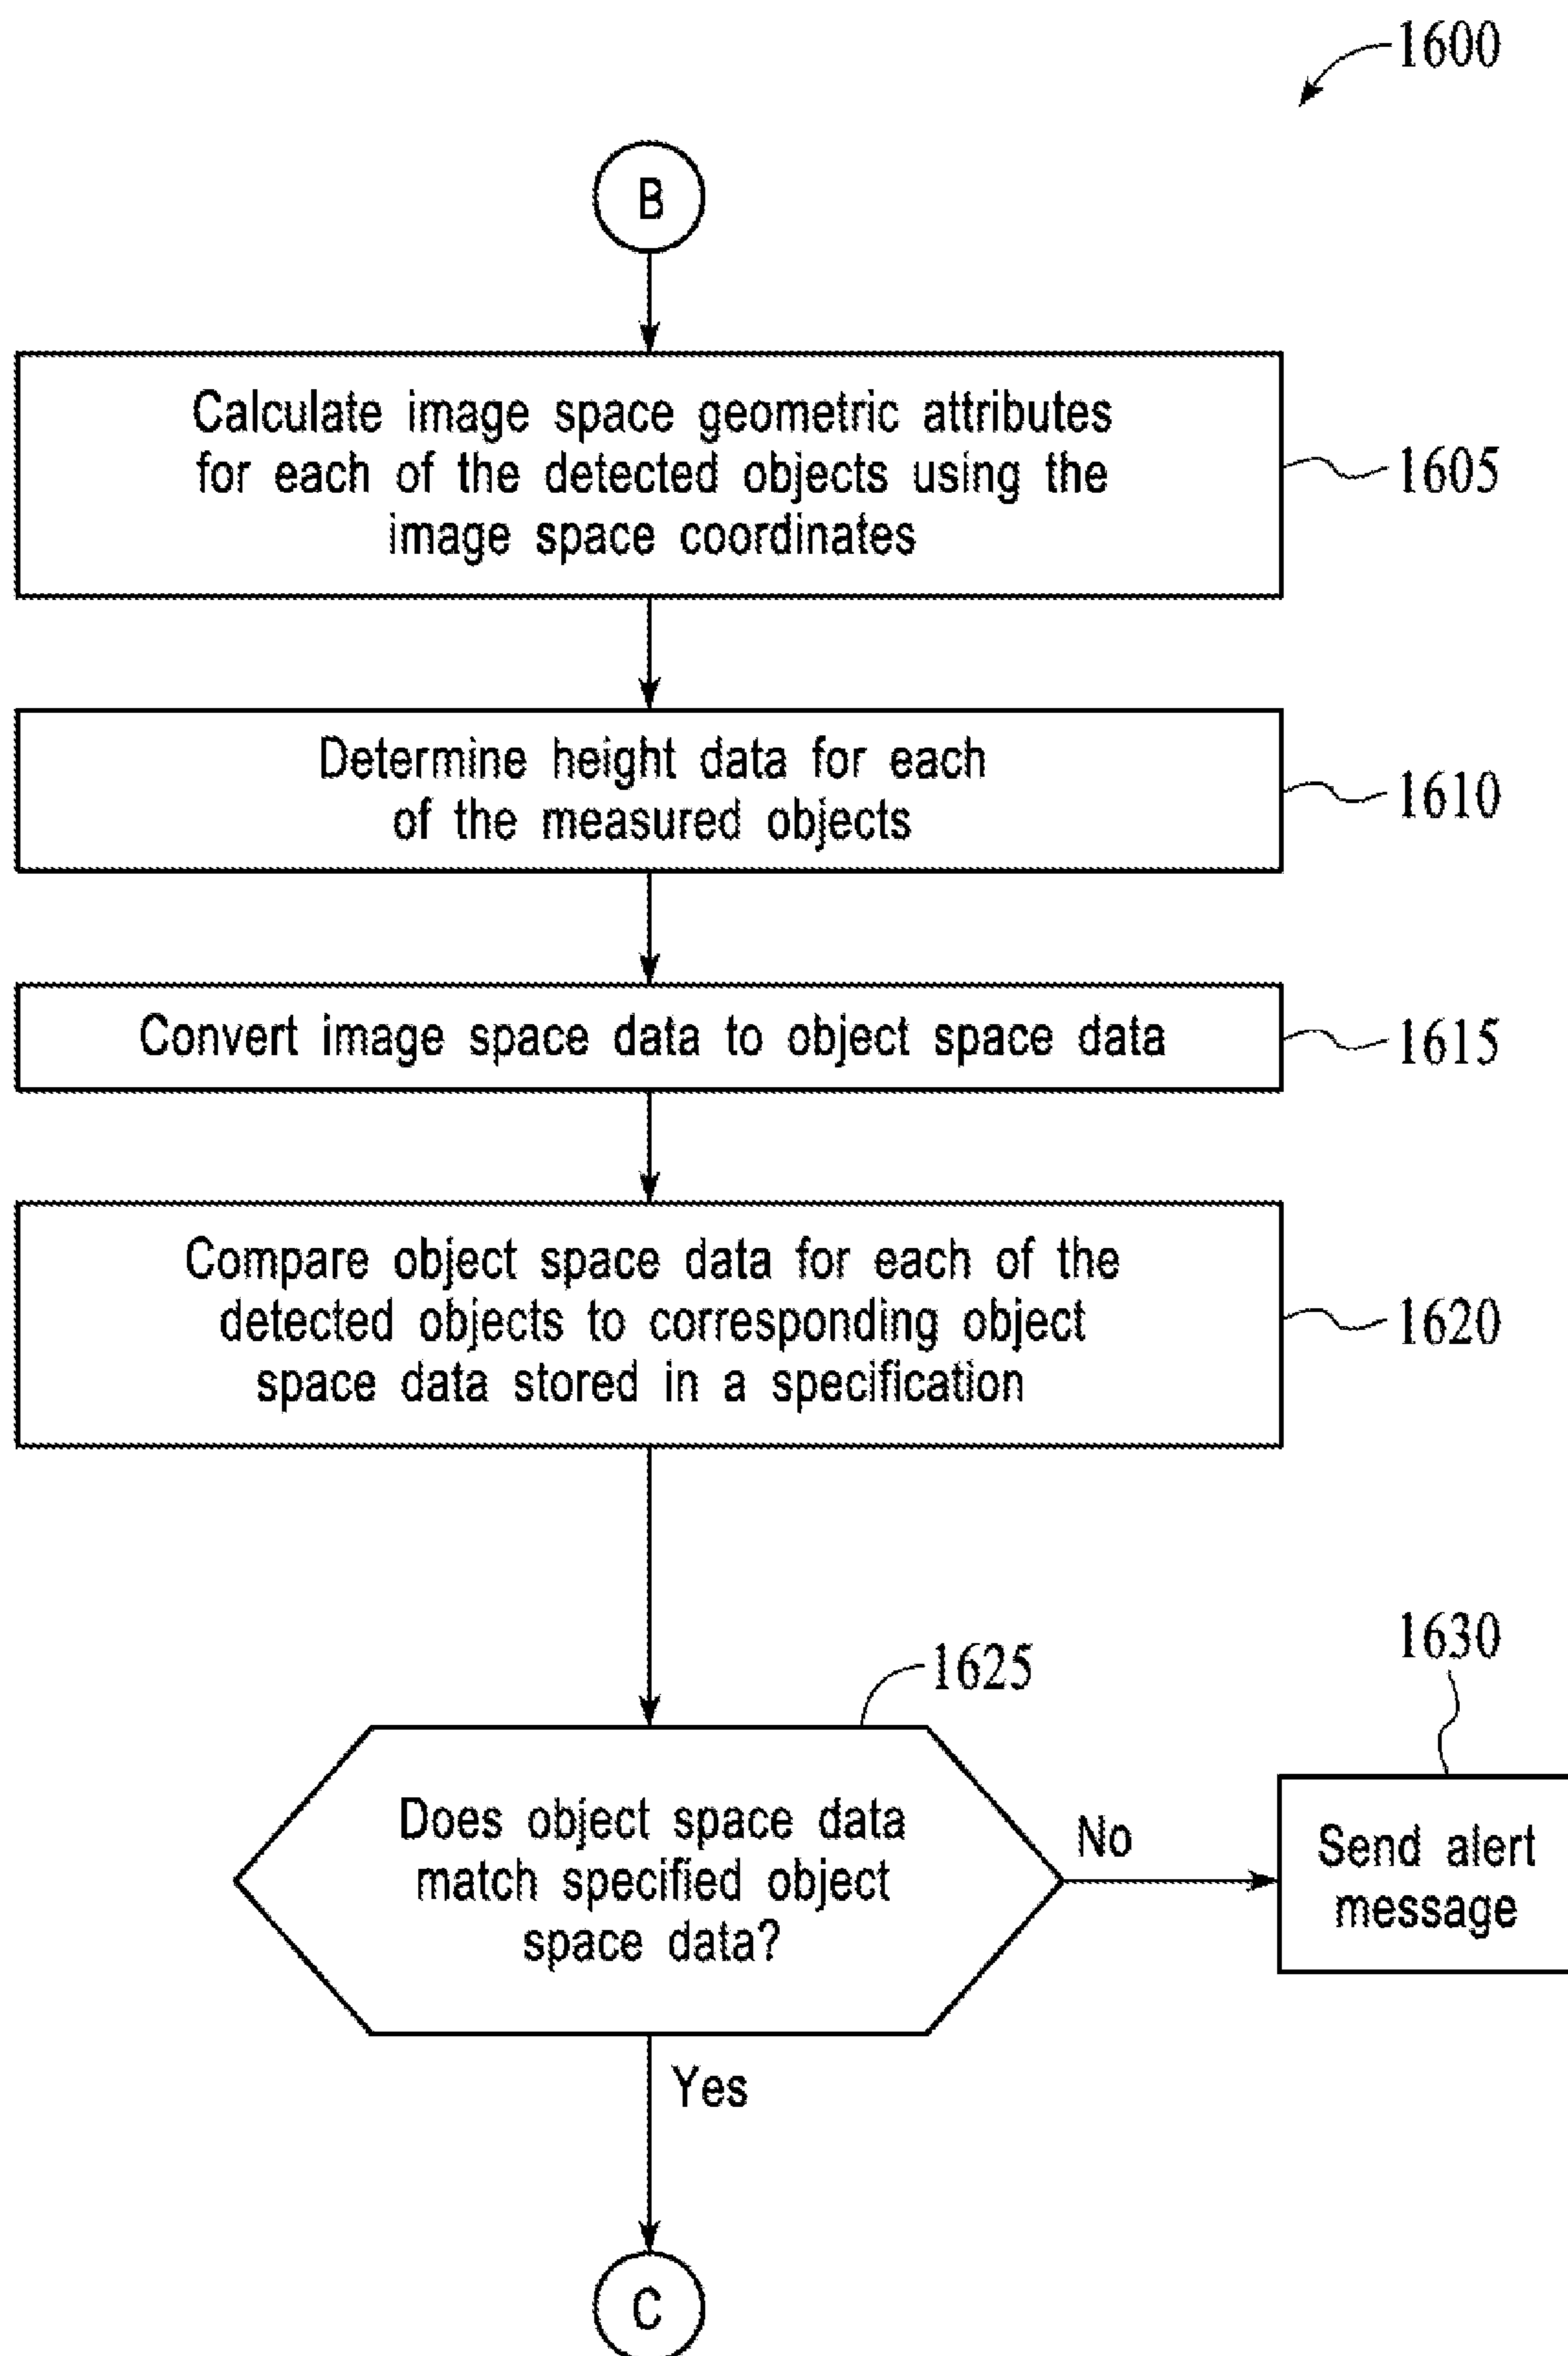 1600
B
Calculate image space geometric attributes
for each of the detected objects using the
image space coordinates
1605
Determine height data for each
of the measured objects
1610
Convert image space data to object space data
1615
Compare object space data for each of the
detected objects to corresponding object
space data stored in a specification
1620
1625
Does object space data
match specified object
space data?
No
1630
Send alert
message
Yes
C